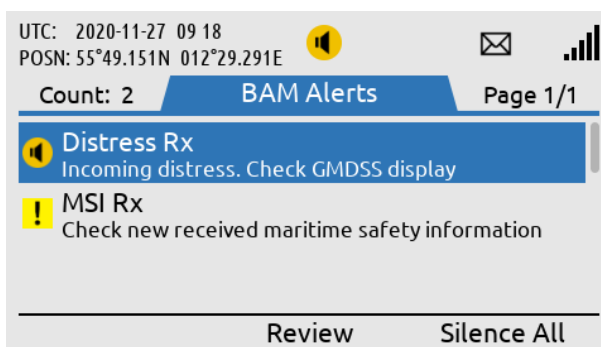 UTC: 2020-11-27 09 18
POSN: 55°49.151N 012°29.291E
Count: 2 BAM Alerts Page 1/1
Distress Rx
Incoming distress. Check GMDSS display
! MSI Rx
Check new received maritime safety information
Review Silence All